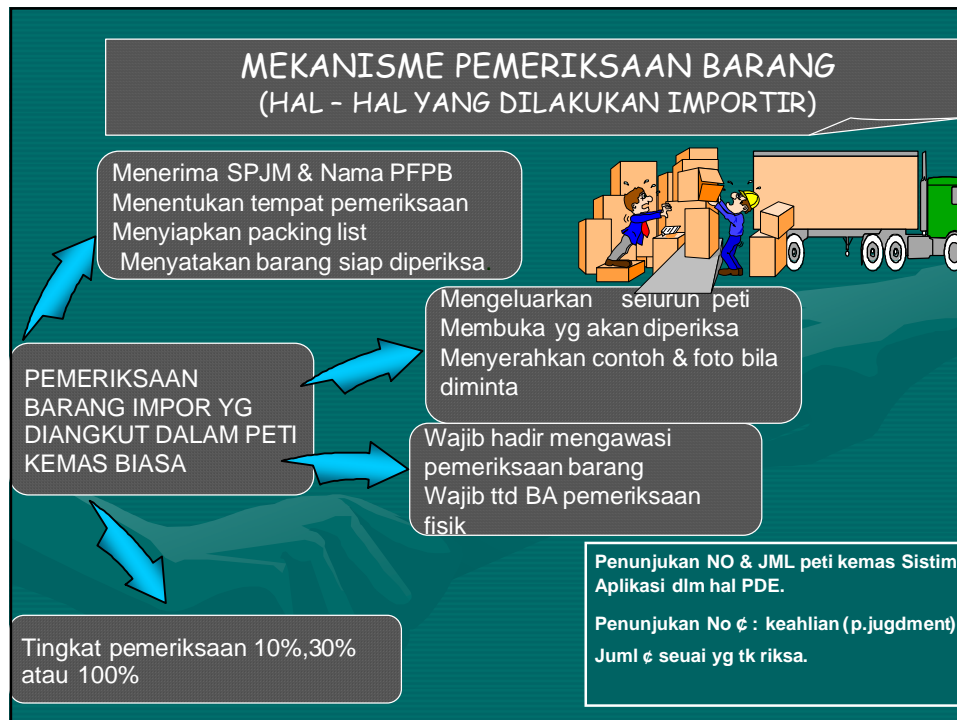 MEKANISME PEMERIKSAAN BARANG
(HAL – HAL YANG DILAKUKAN IMPORTIR)
Menerima SPJM & Nama PFPB
Menentukan tempat pemeriksaan
Menyiapkan packing list
Menyatakan barang siap diperiksa.
Mengeluarkan seluruh peti
Membuka yg akan diperiksa
Menyerahkan contoh & foto bila
diminta
PEMERIKSAAN
BARANG IMPOR YG
DIANGKUT DALAM PETI
KEMAS BIASA
Wajib hadir mengawasi
pemeriksaan barang
Wajib ttd BA pemeriksaan
fisik
Penunjukan NO & JML peti kemas Sistim
Aplikasi dlm hal PDE.
Penunjukan No ¢ : keahlian (p.jugdment)
Juml ¢ seuai yg tk riksa.
Tingkat pemeriksaan 10%,30%
atau 100%